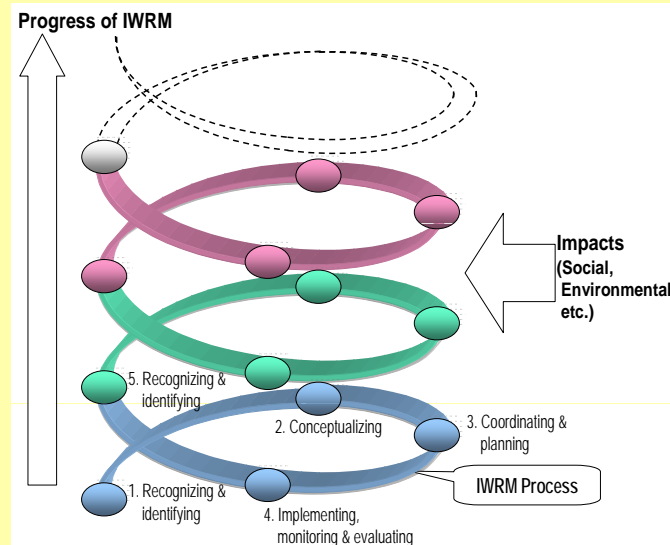 Progress of IWRM
Impacts
(Social,
Environmental
etc.)
5. Recognizing &
identifying
2. Conceptualizing
3. Coordinating &
planning
1. Recognizing &
identifying
IWRM Process
4. Implementing,
monitoring & evaluating